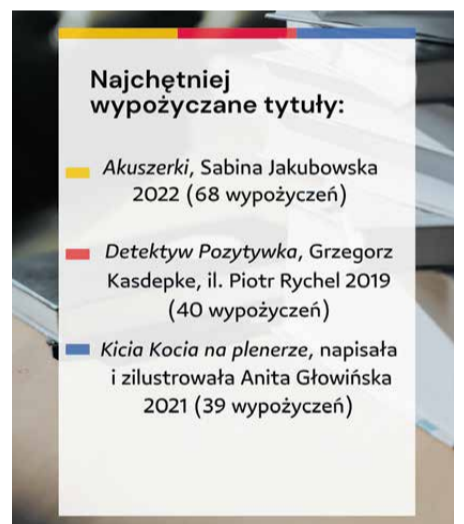 Najchętniej
wypożyczane tytuły:
Akuszerki, Sabina Jakubowska
2022 (68 wypożyczeń)
Detektyw Pozytywka, Grzegorz
Kasdepke, il. Piotr Rychel 2019
(40 wypożyczeń)
Kicia Kocia na plenerze, napisała
i zilustrowała Anita Głowińska
2021 (39 wypożyczeń)